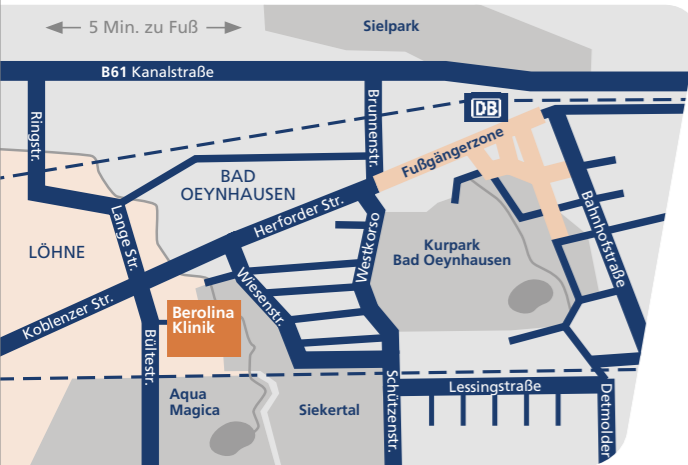 5 Min. zu Fuß
Sielpark
B61 Kanalstraße
DB
Ringstr.
Brunnenstr.
Fußgängerzone
BAD
OEYNHAUSEN
Herforder Str.
Lange Str.
Westkorso
Bahnhofstraße
LÖHNE
Kurpark
Bad Oeynhausen
Wiesenstr.
Koblenzer Str.
Berolina
Klinik
Bültestr.
Aqua
Magica
Siekertal
Schützenstr.
Lessingstraße
Detmolder